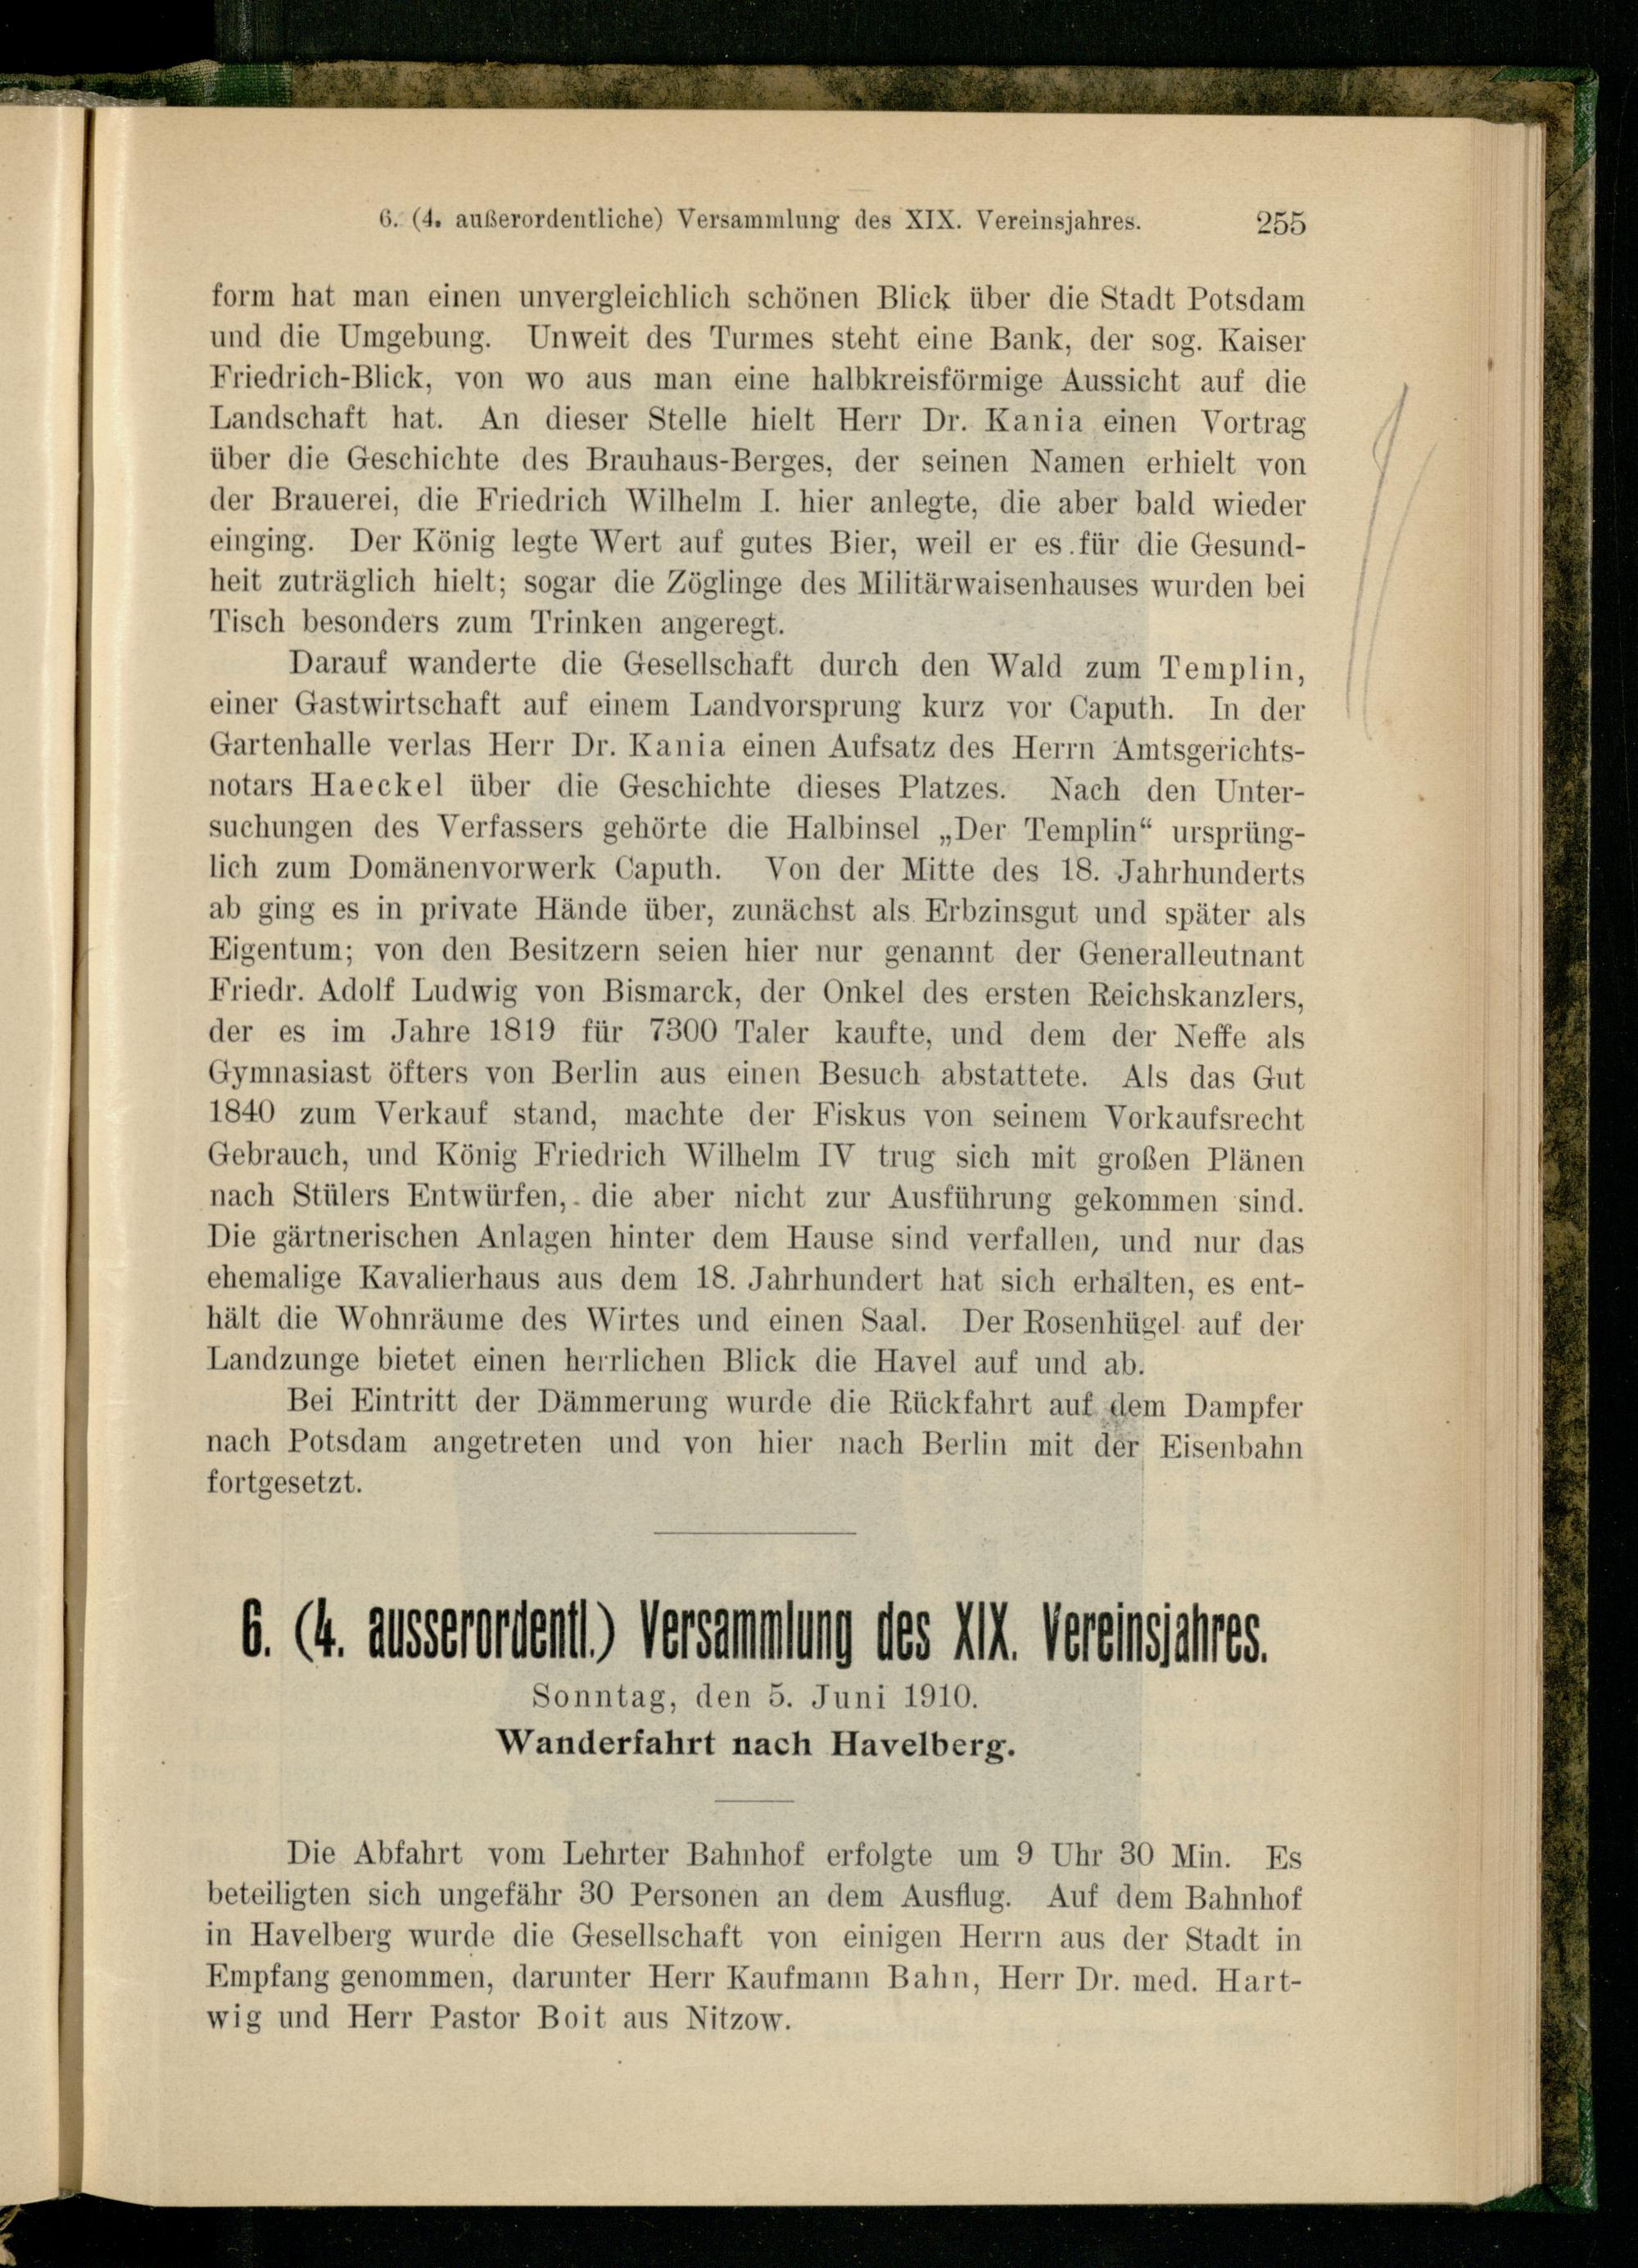 6. (4. außerordentliche) Versammlung des XIX. Vereinsjahres. 255
form hat man einen unvergleichlich schönen Blick über die Stadt Potsdam
und die Umgebung. Unweit des Turmes steht eine Bank, der sog. Kaiser
Friedrich-Blick, von wo aus man eine halbkreisförmige Aussicht auf die
Landschaft hat. An dieser Stelle hielt Herr Dr. Kania einen Vortrag
über die Geschichte des Brauhaus-Berges, der seinen Namen erhielt von
der Brauerei, die Friedrich Wilhelm I. hier anlegte, die aber bald wieder
einging. Der König legte Wert auf gutes Bier, weil er es für die Gesund-
heit zuträglich hielt; sogar die Zöglinge des Militärwaisenhauses wurden bei
Tisch besonders zum Trinken angeregt.
Darauf wanderte die Gesellschaft durch den Wald zum Templin,
einer Gastwirtschaft auf einem Landvorsprung kurz vor Caputh. In der
Gartenhalle verlas Herr Dr. Kania einen Aufsatz des Herrn Amtsgerichts-
notars Haeckel über die Geschichte dieses Platzes. Nach den Unter-
suchungen des Verfassers gehörte die Halbinsel „Der Templin“ ursprüng-
lich zum Domänenvorwerk Caputh. Von der Mitte des 18. Jahrhunderts
ab ging es in private Hände über, zunächst als Erbzinsgut und später als
Eigentum; von den Besitzern seien hier nur genannt der Generalleutnant
Friedr. Adolf Ludwig von Bismarck, der Onkel des ersten Reichskanzlers,
der es im Jahre 1819 für 7300 Taler kaufte, und dem der Neffe als
Gymnasiast öfters von Berlin aus einen Besuch abstattete. Als das Gut
1840 zum Verkauf stand, machte der Fiskus von seinem Vorkaufsrecht
Gebrauch, und König Friedrich Wilhelm IV trug sich mit großen Plänen
nach Stülers Entwürfen, die aber nicht zur Ausführung gekommen sind.
Die gärtnerischen Anlagen hinter dem Hause sind verfallen, und nur das
ehemalige Kavalierhaus aus dem 18. Jahrhundert hat sich erhalten, es ent-
hält die Wohnräume des Wirtes und einen Saal. Der Rosenhügel auf der
Landzunge bietet einen herrlichen Blick die Havel auf und ab.
Bei Eintritt der Dämmerung wurde die Rückfahrt auf dem Dampfer
nach Potsdam angetreten und von hier nach Berlin mit der Eisenbahn
fortgesetzt.
6. (4. ausserordentl.) Versammlung des XIX. Vereinsjahres.
Sonntag, den 5. Juni 1910.
Wanderfahrt nach Havelberg.
Die Abfahrt vom Lehrter Bahnhof erfolgte um 9 Uhr 30 Min. Es
beteiligten sich ungefähr 30 Personen an dem Ausflug. Auf dem Bahnhof
in Havelberg wurde die Gesellschaft von einigen Herrn aus der Stadt in
Empfang genommen, darunter Herr Kaufmann Bahn, Herr Dr. med. Hart-
wig und Herr Pastor Boit aus Nitzow.